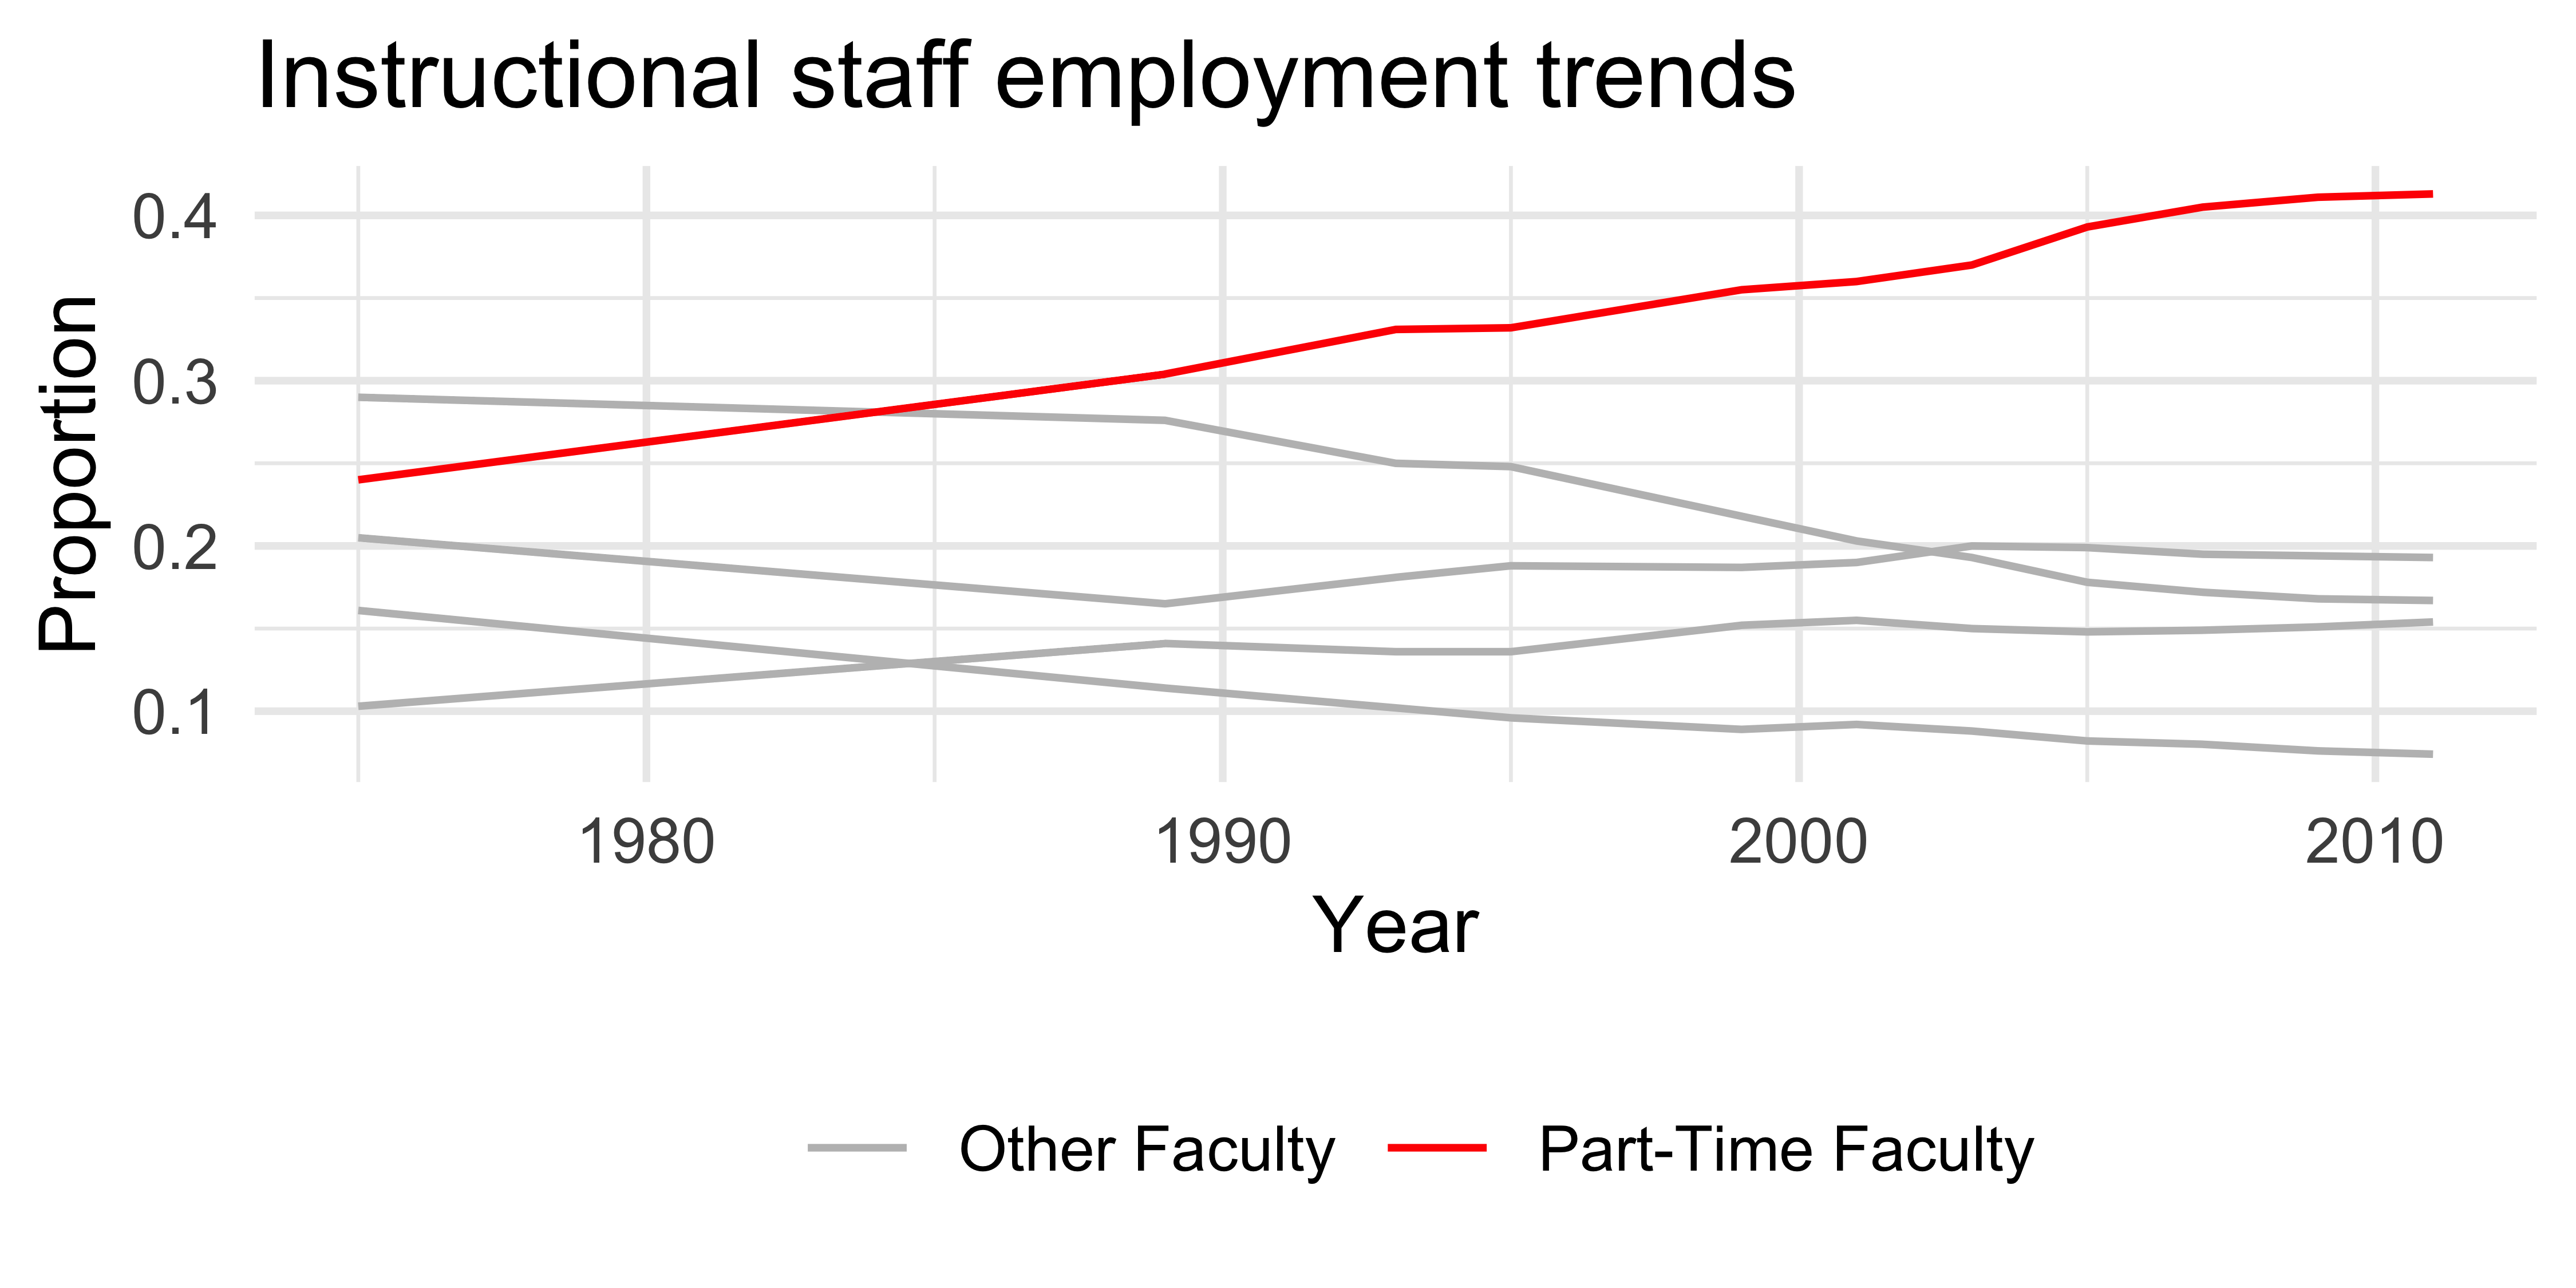 Instructional staff employment trends
0.4
0.3
0.2
0.1
Proportion
1980 1990 2000 2010
Year
Other Faculty Part-Time Faculty